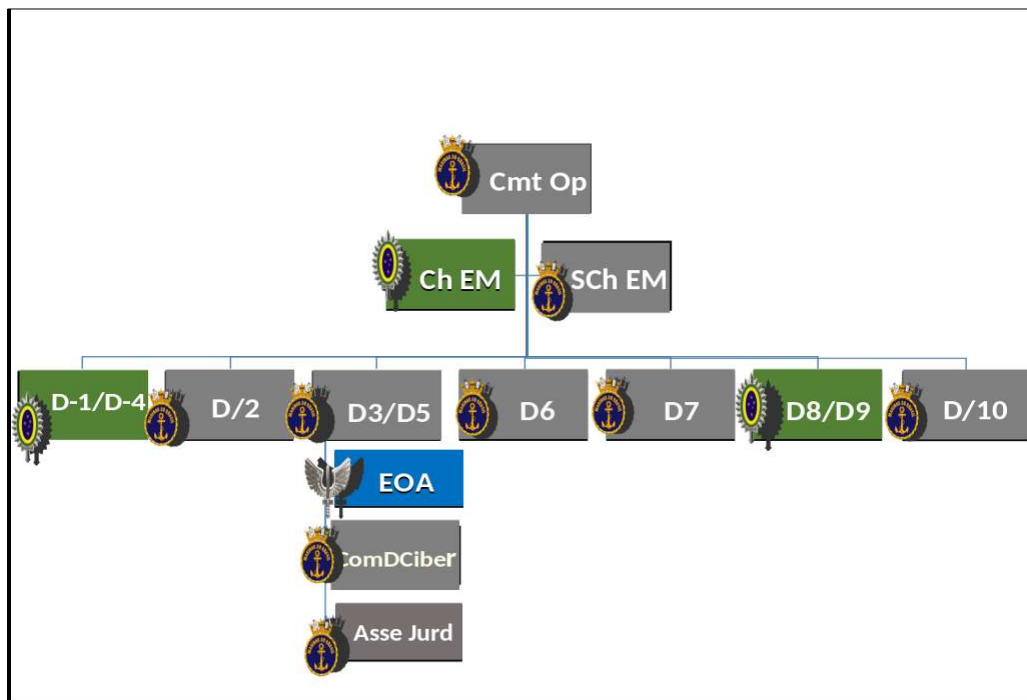 Cmt Op
Ch EM
SCh EM
D-1/D-4
D/2
D3/D5
D6
D7
D8/D9
D/10
EOA
ComDCiber
Asse Jurd